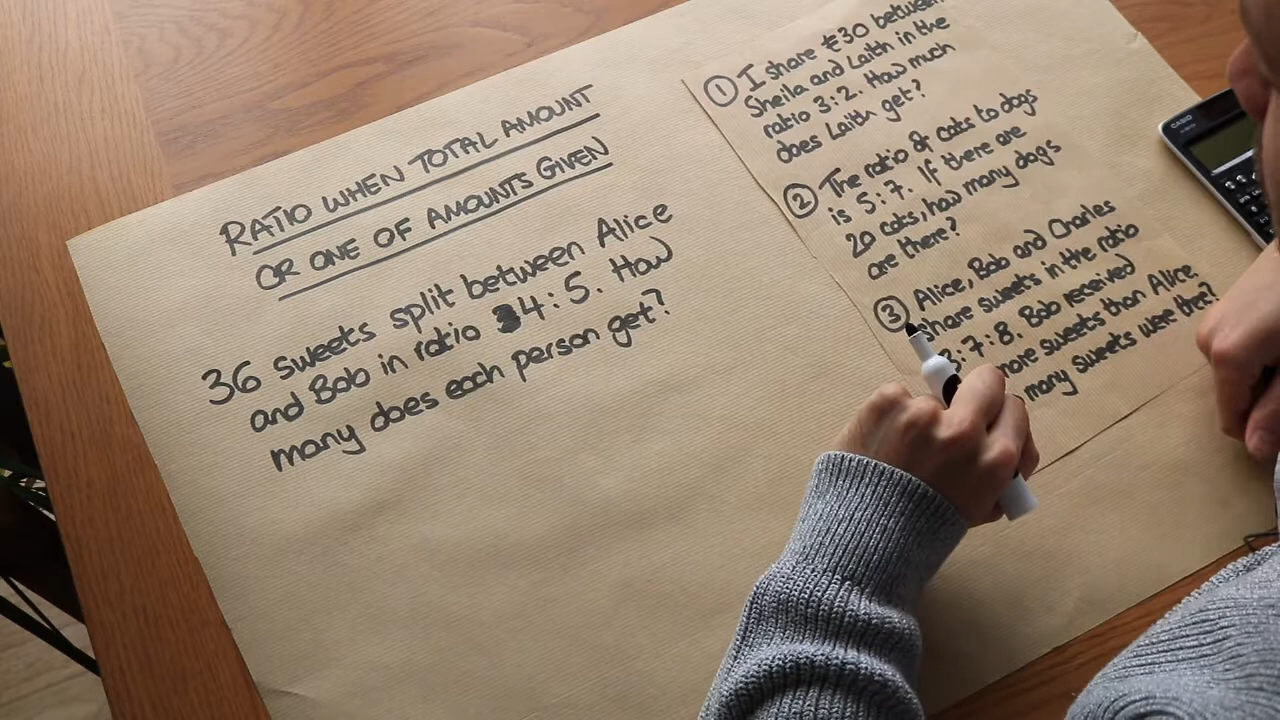 RATIO WHEN TOTAL AMOUNT
OR ONE OF AMOUNTS GIVEN
36 sweets split between Alice
and Bob in ratio 4:5. How
many does each person get?
① I share €30 between
Sheila and Laith in the
ratio 3:2. How much
does Laith get?
② The ratio of cats to dogs
is 5:7. If there are
20 cats, how many dogs
are there?
③ Alice, Bob and Charles
share sweets in the ratio
3:7:8. Bob received
more sweets than Alice.
many sweets were there?
CASIO